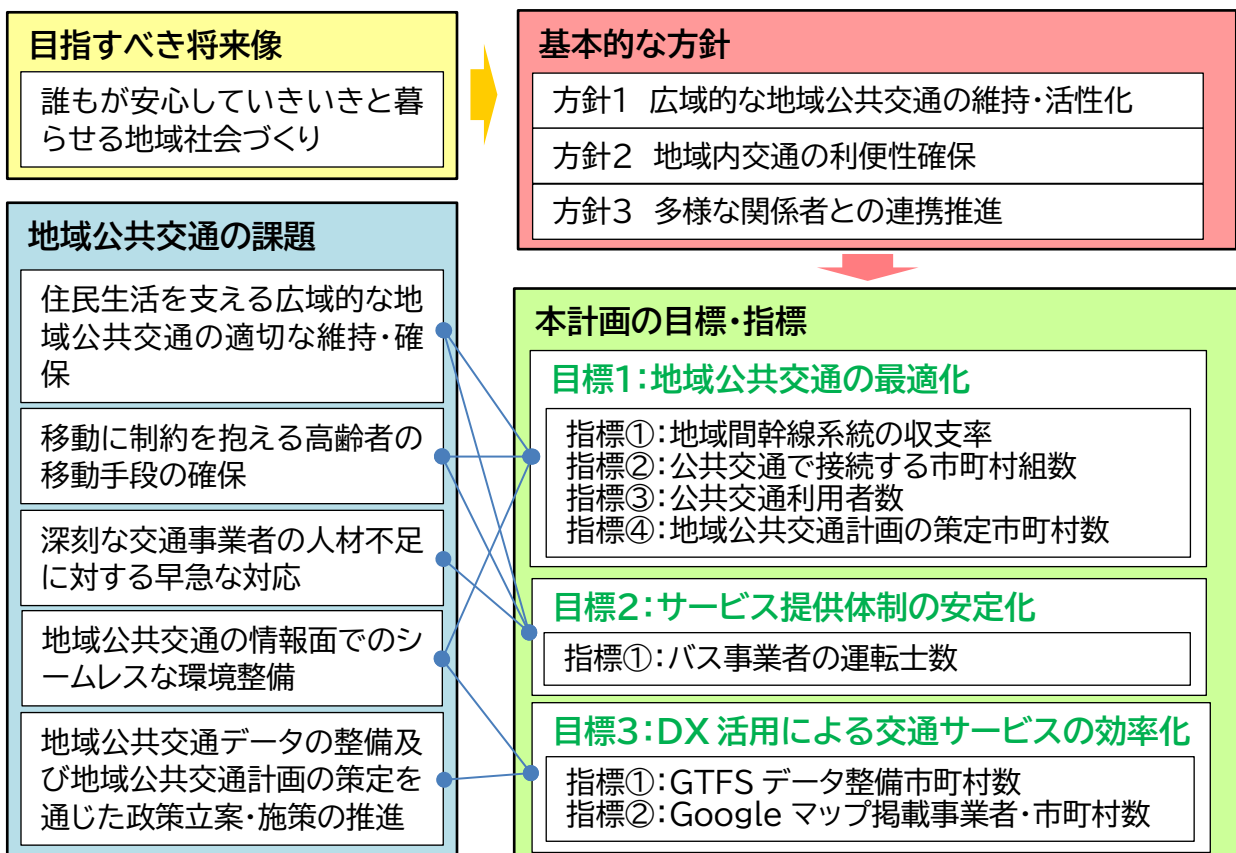 目指すべき将来像
誰もが安心していきいきと暮
らせる地域社会づくり
基本的な方針
方針1 広域的な地域公共交通の維持・活性化
方針2 地域内交通の利便性確保
方針3 多様な関係者との連携推進
地域公共交通の課題
住民生活を支える広域的な地
域公共交通の適切な維持・確
保
移動に制約を抱える高齢者の
移動手段の確保
深刻な交通事業者の人材不足
に対する早急な対応
地域公共交通の情報面でのシ
ームレスな環境整備
地域公共交通データの整備及
び地域公共交通計画の策定を
通じた政策立案・施策の推進
本計画の目標・指標
目標1：地域公共交通の最適化
指標①：地域間幹線系統の収支率
指標②：公共交通で接続する市町村組数
指標③：公共交通利用者数
指標④：地域公共交通計画の策定市町村数
目標2：サービス提供体制の安定化
指標①：バス事業者の運転士数
目標3：DX 活用による交通サービスの効率化
指標①：GTFS データ整備市町村数
指標②：Google マップ掲載事業者・市町村数